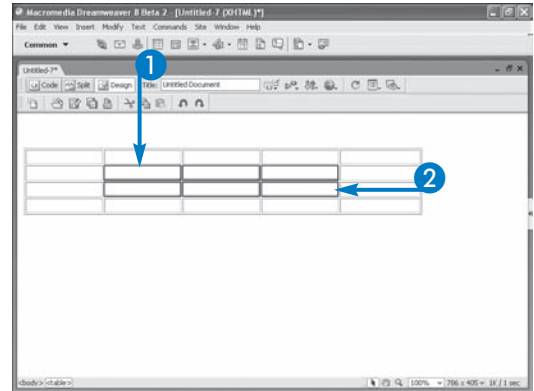 Macromedia Dreamweaver 8 Beta 2 - [Untitled-7 (XHTML)*]
File Edit View Insert Modify Text Commands Site Window Help
Common
Untitled-7*
Code Split Design Title: Untitled Document
1
2
<body> <table> 100% 786 x 405 1K / 1 sec